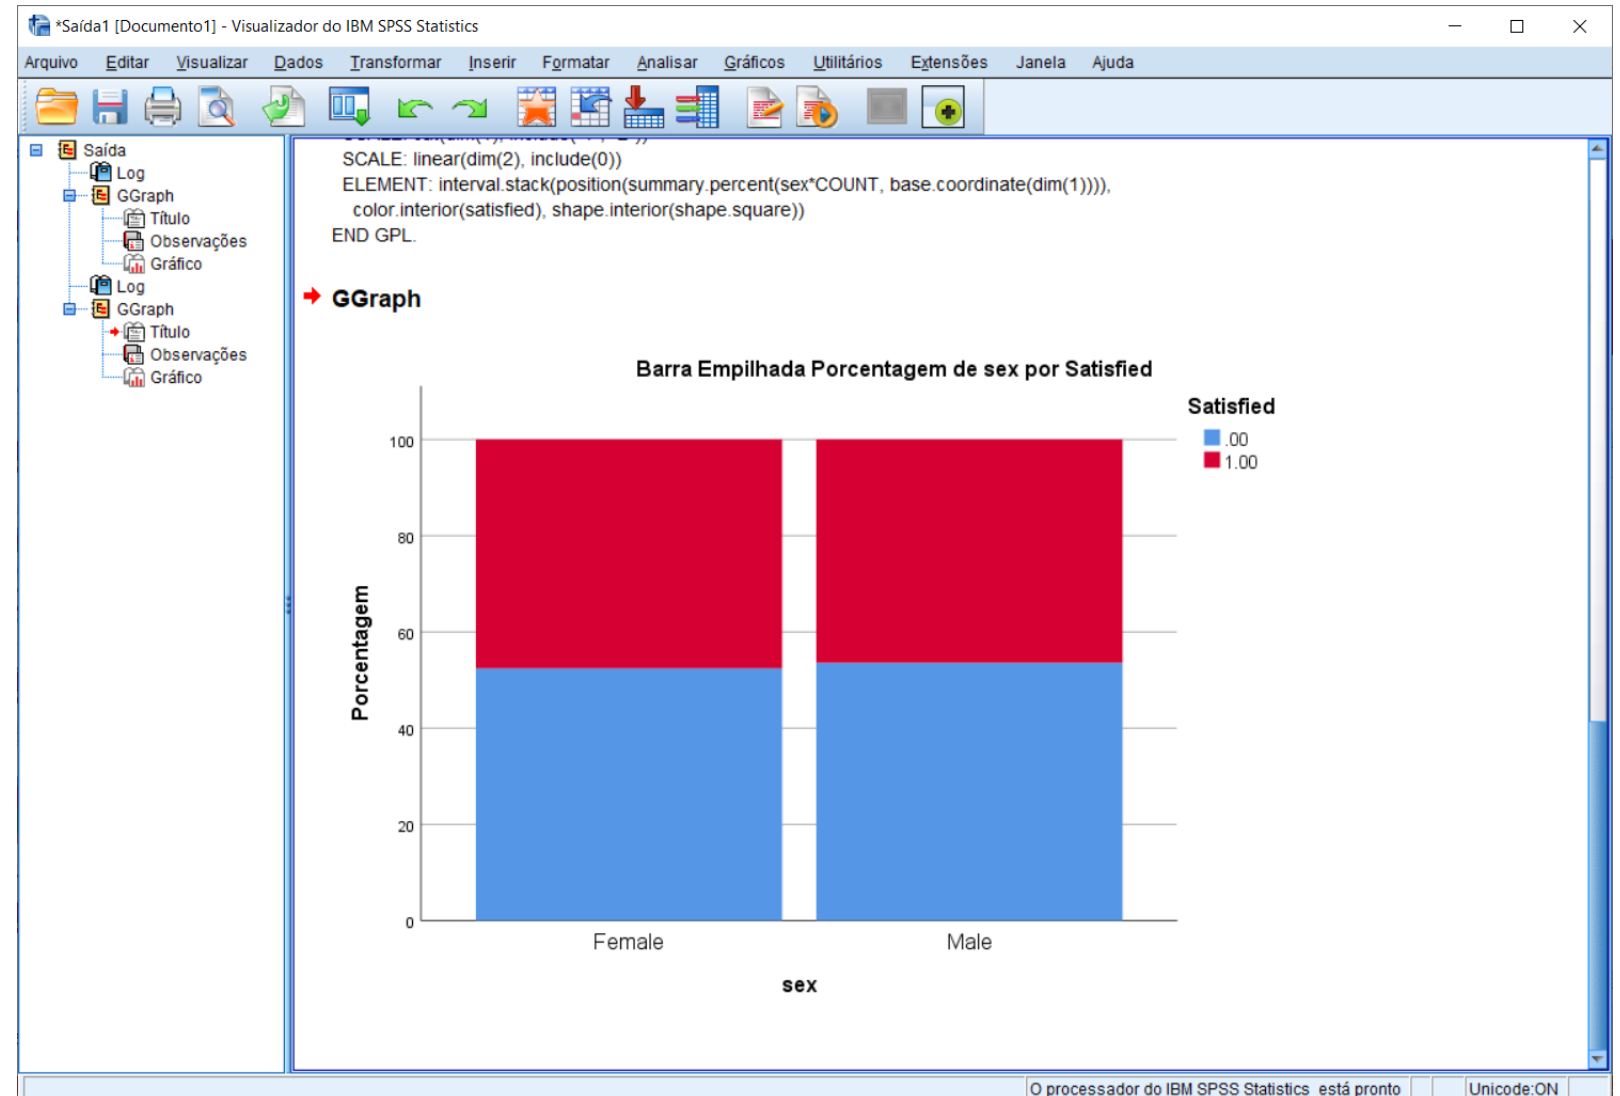 *Saída1 [Documento1] - Visualizador do IBM SPSS Statistics
Arquivo Editar Visualizar Dados Transformar Inserir Formatar Analisar Gráficos Utilitários Extensões Janela Ajuda
Saída
Log
GGraph
Título
Observações
Gráfico
Log
GGraph
Título
Observações
Gráfico
SCALE: linear(dim(2), include(0))
ELEMENT: interval.stack(position(summary.percent(sex*COUNT, base.coordinate(dim(1)))),
color.interior(satisfied), shape.interior(shape.square))
END GPL.
GGraph
Barra Empilhada Porcentagem de sex por Satisfied
Satisfied
.00
1.00
Porcentagem
100
80
60
40
20
0
Female Male
sex
O processador do IBM SPSS Statistics está pronto Unicode:ON